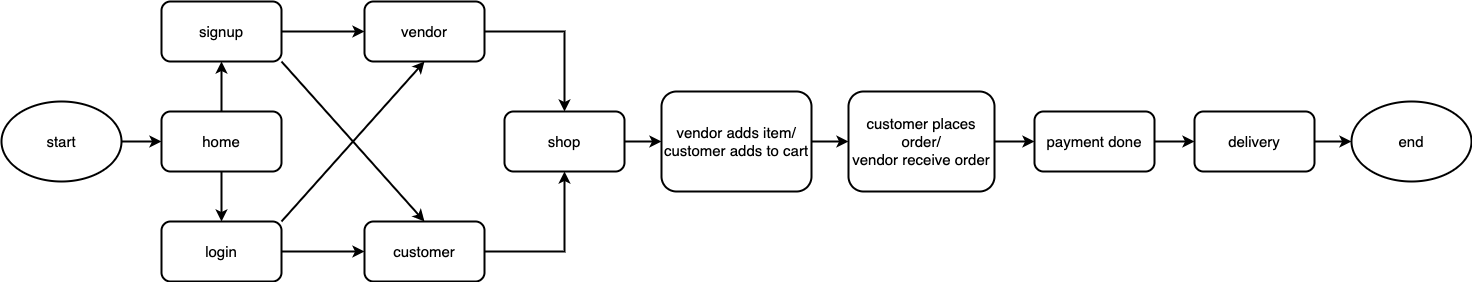 start
home
signup
login
vendor
customer
shop
vendor adds item/
customer adds to cart
customer places
order/
vendor receive order
payment done
delivery
end